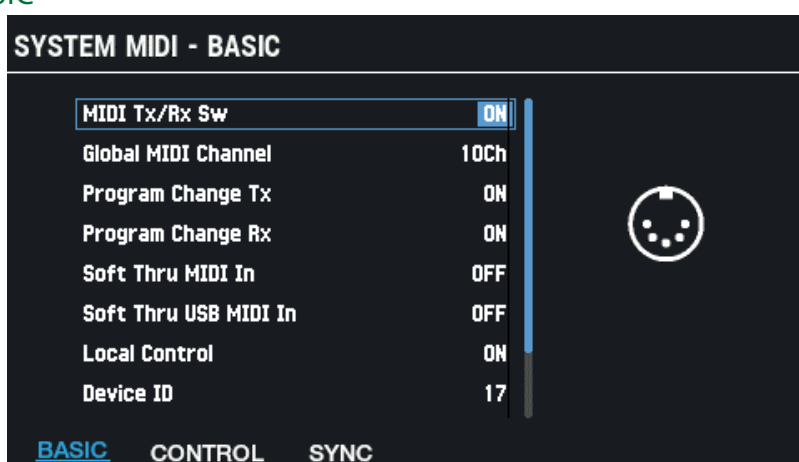 SYSTEM MIDI - BASIC
MIDI Tx/Rx Sw ON
Global MIDI Channel 10Ch
Program Change Tx ON
Program Change Rx ON
Soft Thru MIDI In OFF
Soft Thru USB MIDI In OFF
Local Control ON
Device ID 17
BASIC CONTROL SYNC